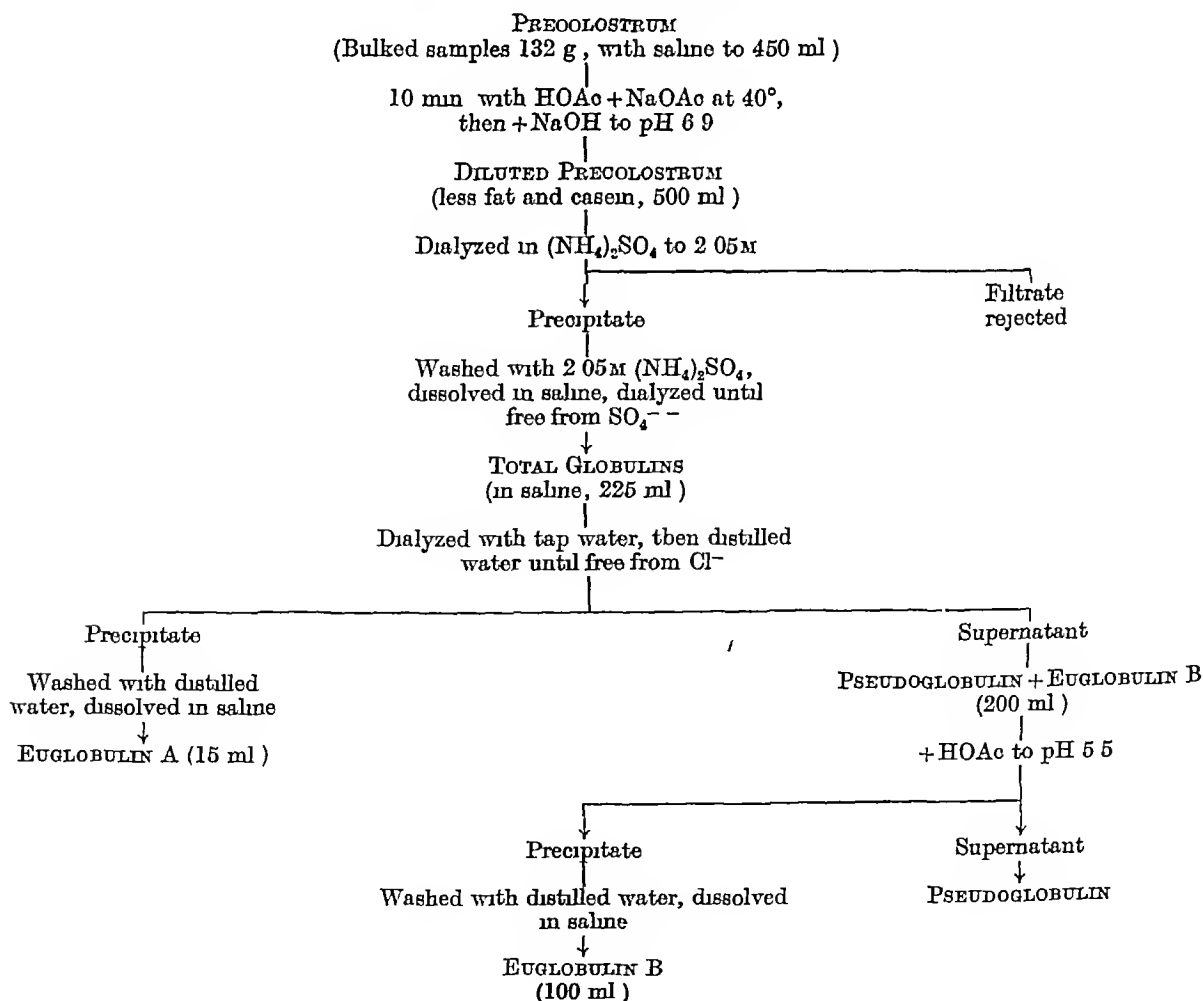 PRECOLOSTRUM
(Bulked samples 132 g, with saline to 450 ml)
10 min with HOAc + NaOAc at 40°,
then + NaOH to pH 6 9
DILUTED PRECOLOSTRUM
(less fat and casein, 500 ml)
Dialyzed in (NH₄)₂SO₄ to 2 05M
Filtrate
rejected
Precipitate
Washed with 2 05M (NH₄)₂SO₄,
dissolved in saline, dialyzed until
free from SO₄⁻ ⁻
TOTAL GLOBULINS
(in saline, 225 ml)
Dialyzed with tap water, then distilled
water until free from Cl⁻
Precipitate
Washed with distilled
water, dissolved in saline
EUGLOBULIN A (15 ml)
Supernatant
PSEUDOGLOBULIN + EUGLOBULIN B
(200 ml)
+ HOAc to pH 5 5
Precipitate
Washed with distilled water, dissolved
in saline
EUGLOBULIN B
(100 ml)
Supernatant
PSEUDOGLOBULIN